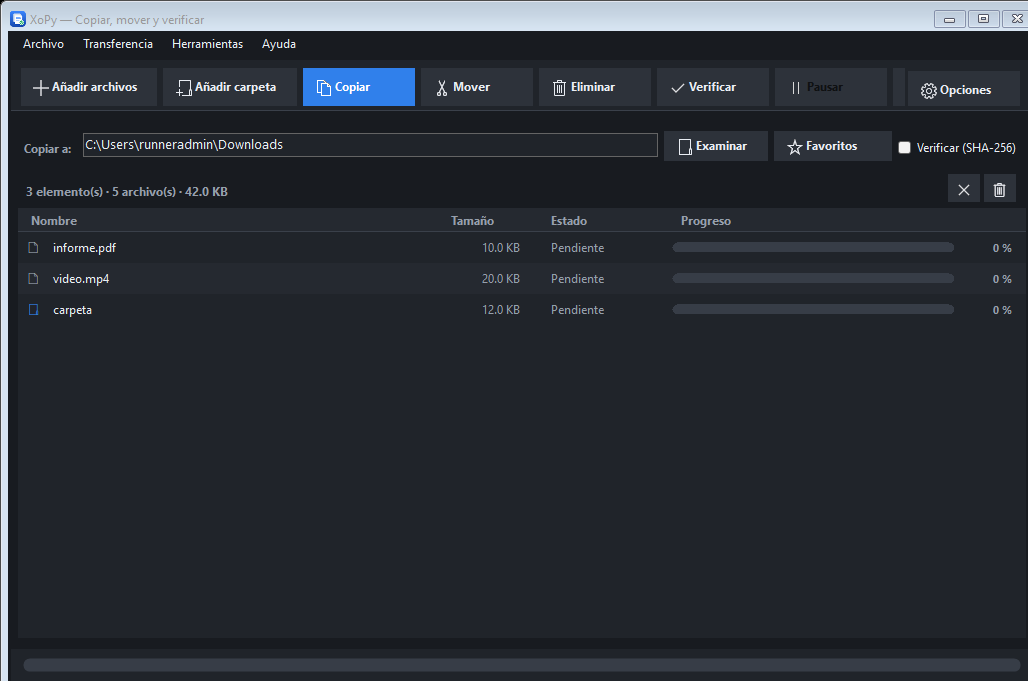 XoPy — Copiar, mover y verificar
Archivo Transferencia Herramientas Ayuda
Añadir archivos Añadir carpeta Copiar Mover Eliminar Verificar Pausar Opciones
Copiar a: C:\Users\runneradmin\Downloads Examinar Favoritos Verificar (SHA-256)
3 elemento(s) · 5 archivo(s) · 42.0 KB
Nombre Tamaño Estado Progreso
informe.pdf 10.0 KB Pendiente 0 %
video.mp4 20.0 KB Pendiente 0 %
carpeta 12.0 KB Pendiente 0 %